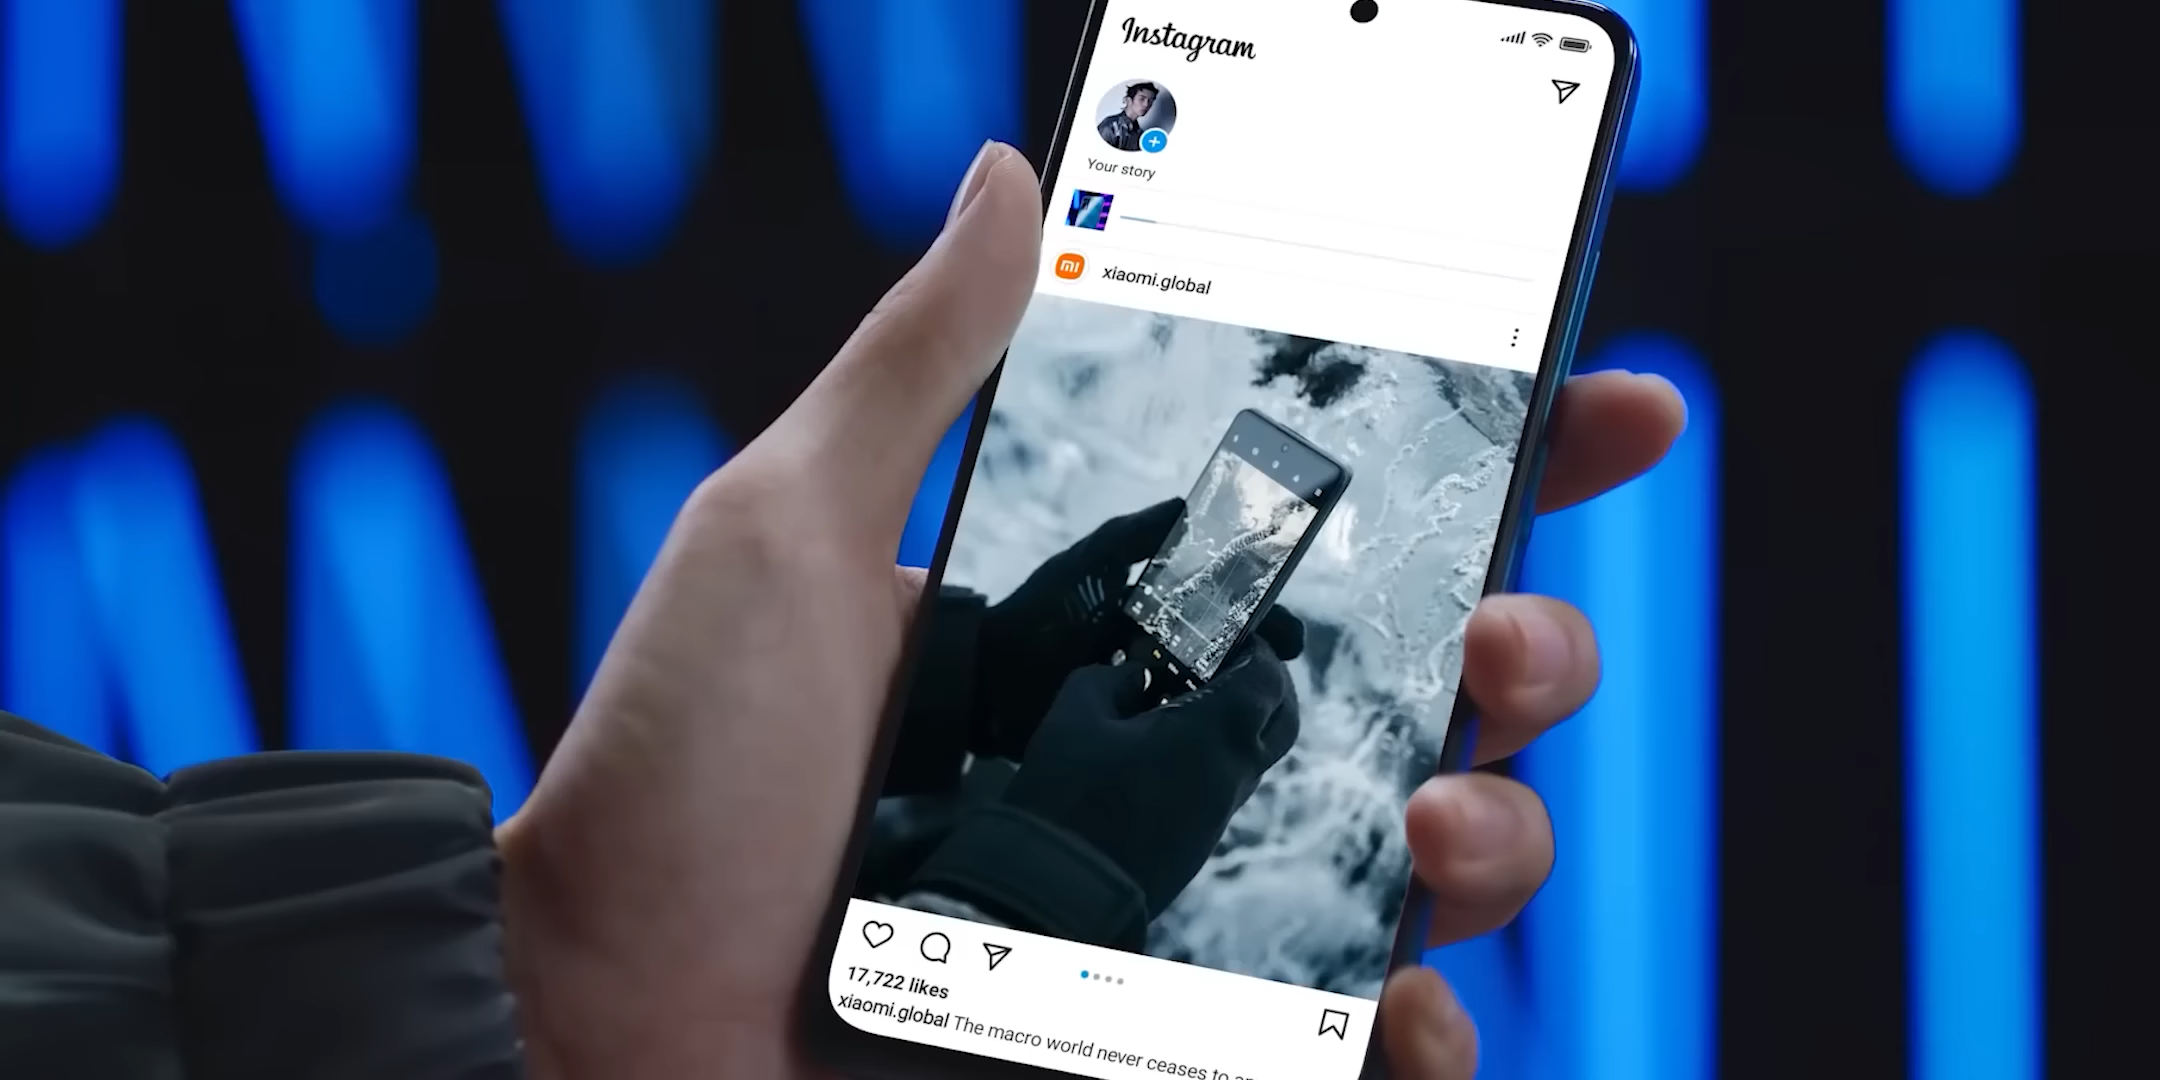 Instagram
Your story
mi
xiaomi.global
17,722 likes
xiaomi.global The macro world never ceases to